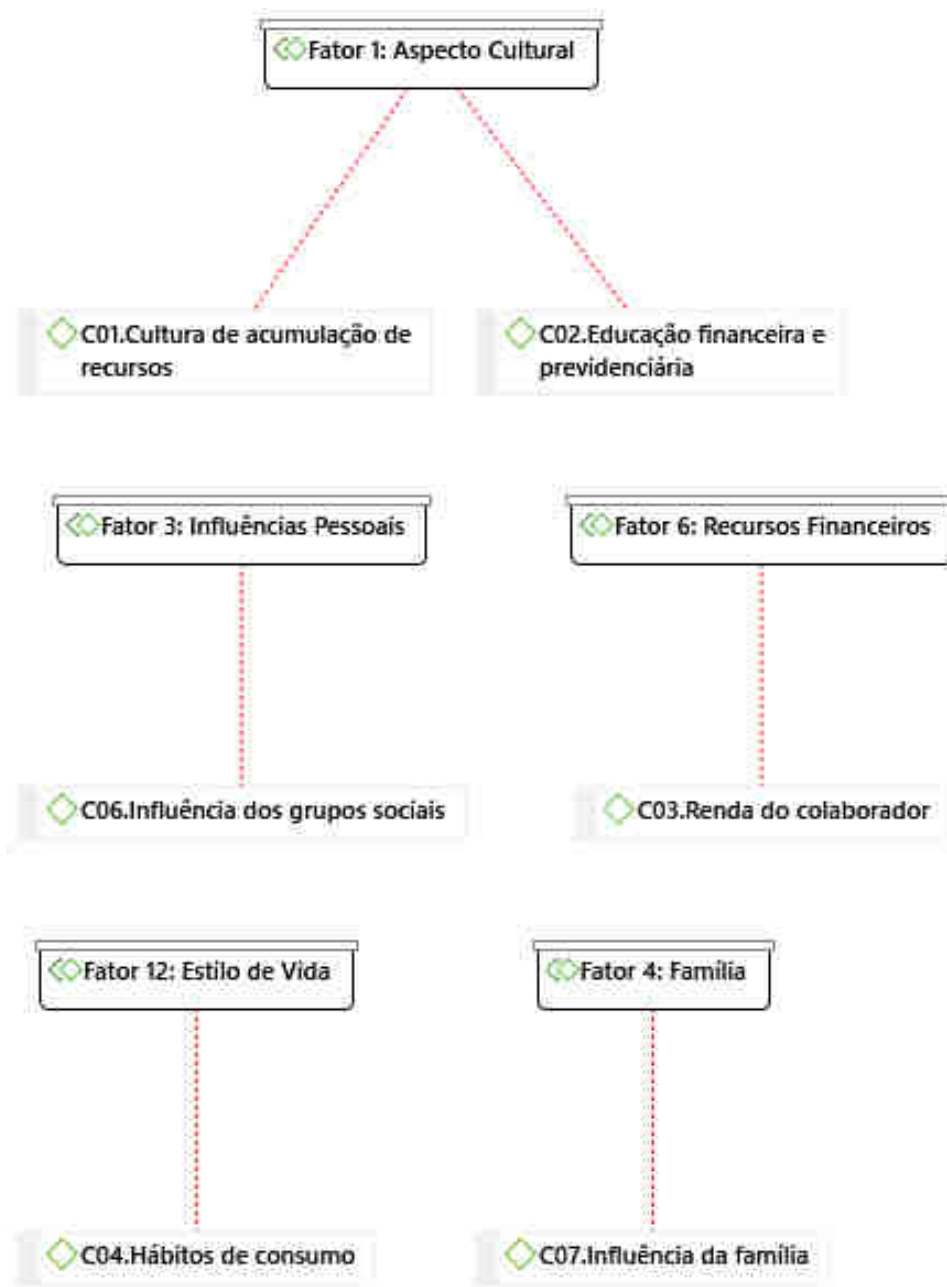 Fator 1: Aspecto Cultural
C01.Cultura de acumulação de
recursos
C02.Educação financeira e
previdenciária
Fator 3: Influências Pessoais
Fator 6: Recursos Financeiros
C06.Influência dos grupos sociais
C03.Renda do colaborador
Fator 12: Estilo de Vida
Fator 4: Família
C04.Hábitos de consumo
C07.Influência da família